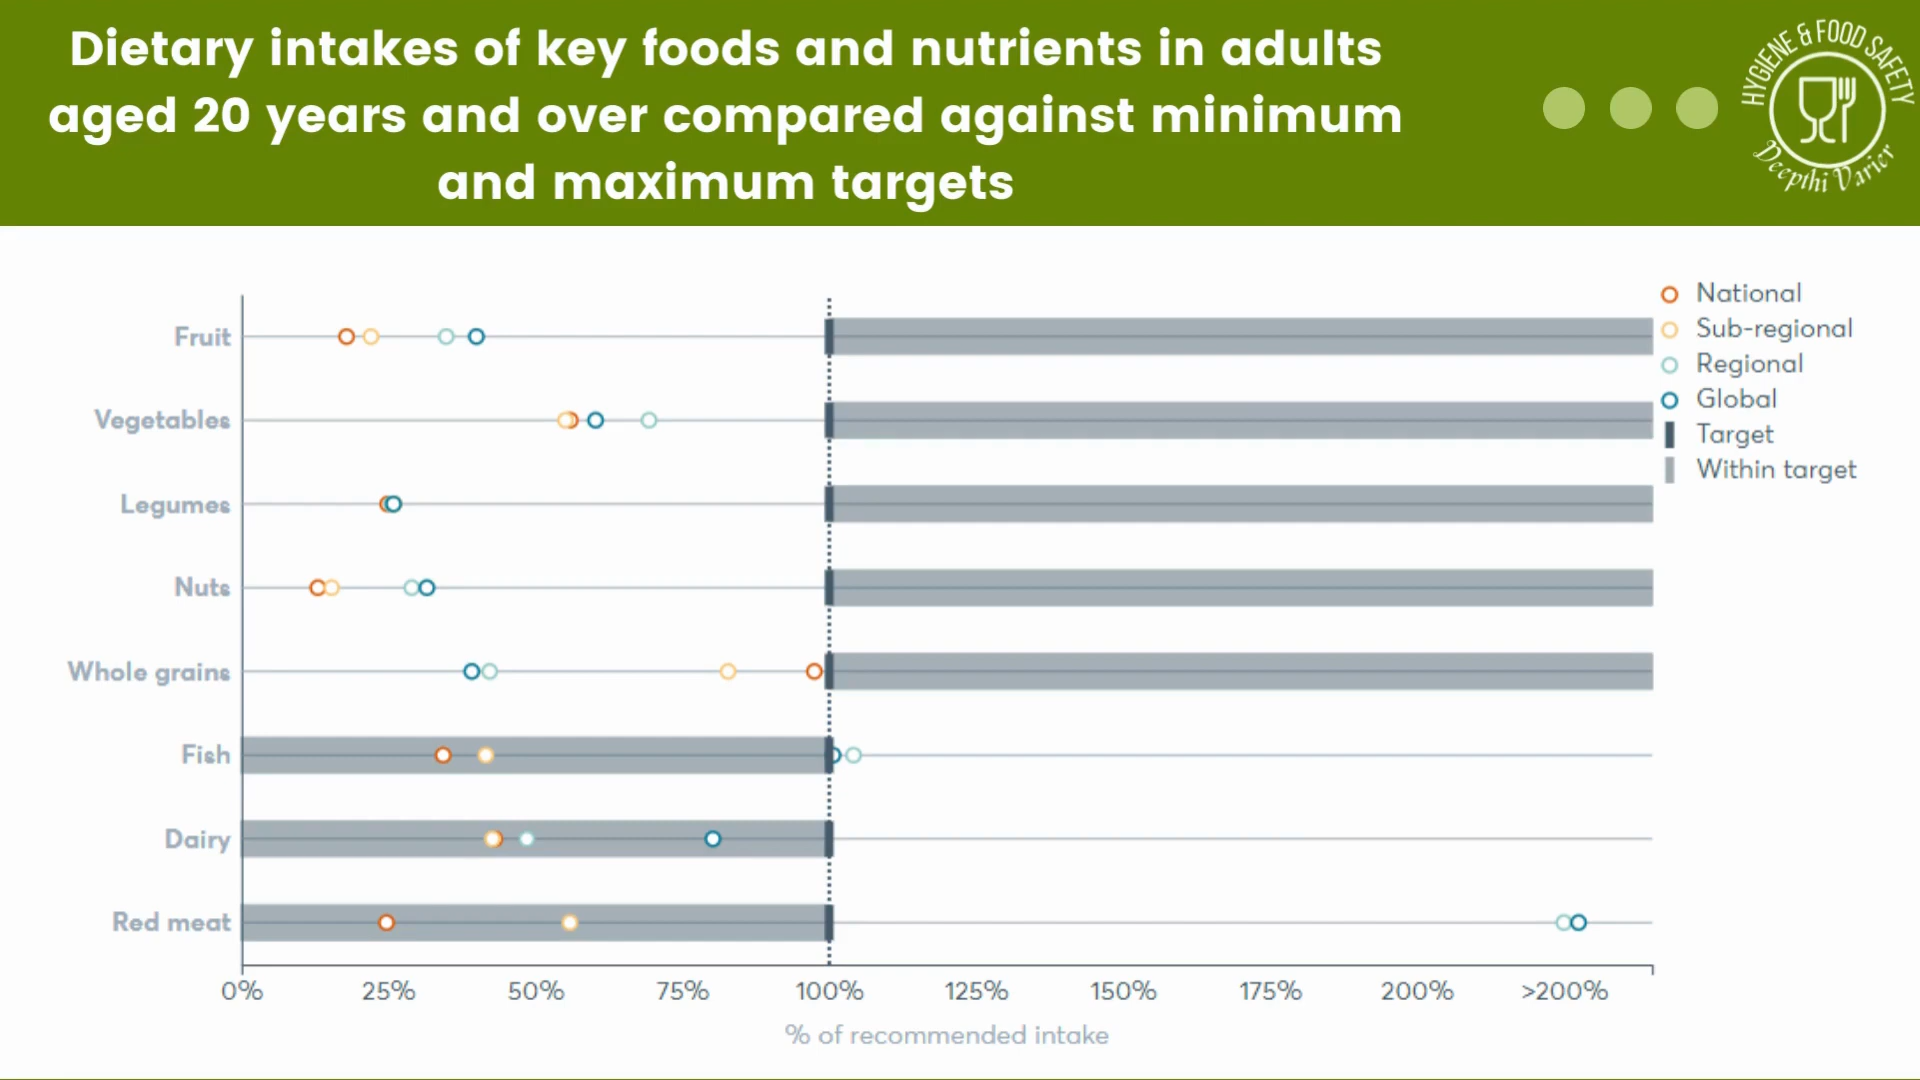 Dietary intakes of key foods and nutrients in adults
aged 20 years and over compared against minimum
and maximum targets
HYGIENE & FOOD SAFETY
Deepthi Varier
National
Sub-regional
Regional
Global
Target
Within target
Fruit
Vegetables
Legumes
Nuts
Whole grains
Fish
Dairy
Red meat
0% 25% 50% 75% 100% 125% 150% 175% 200% >200%
% of recommended intake